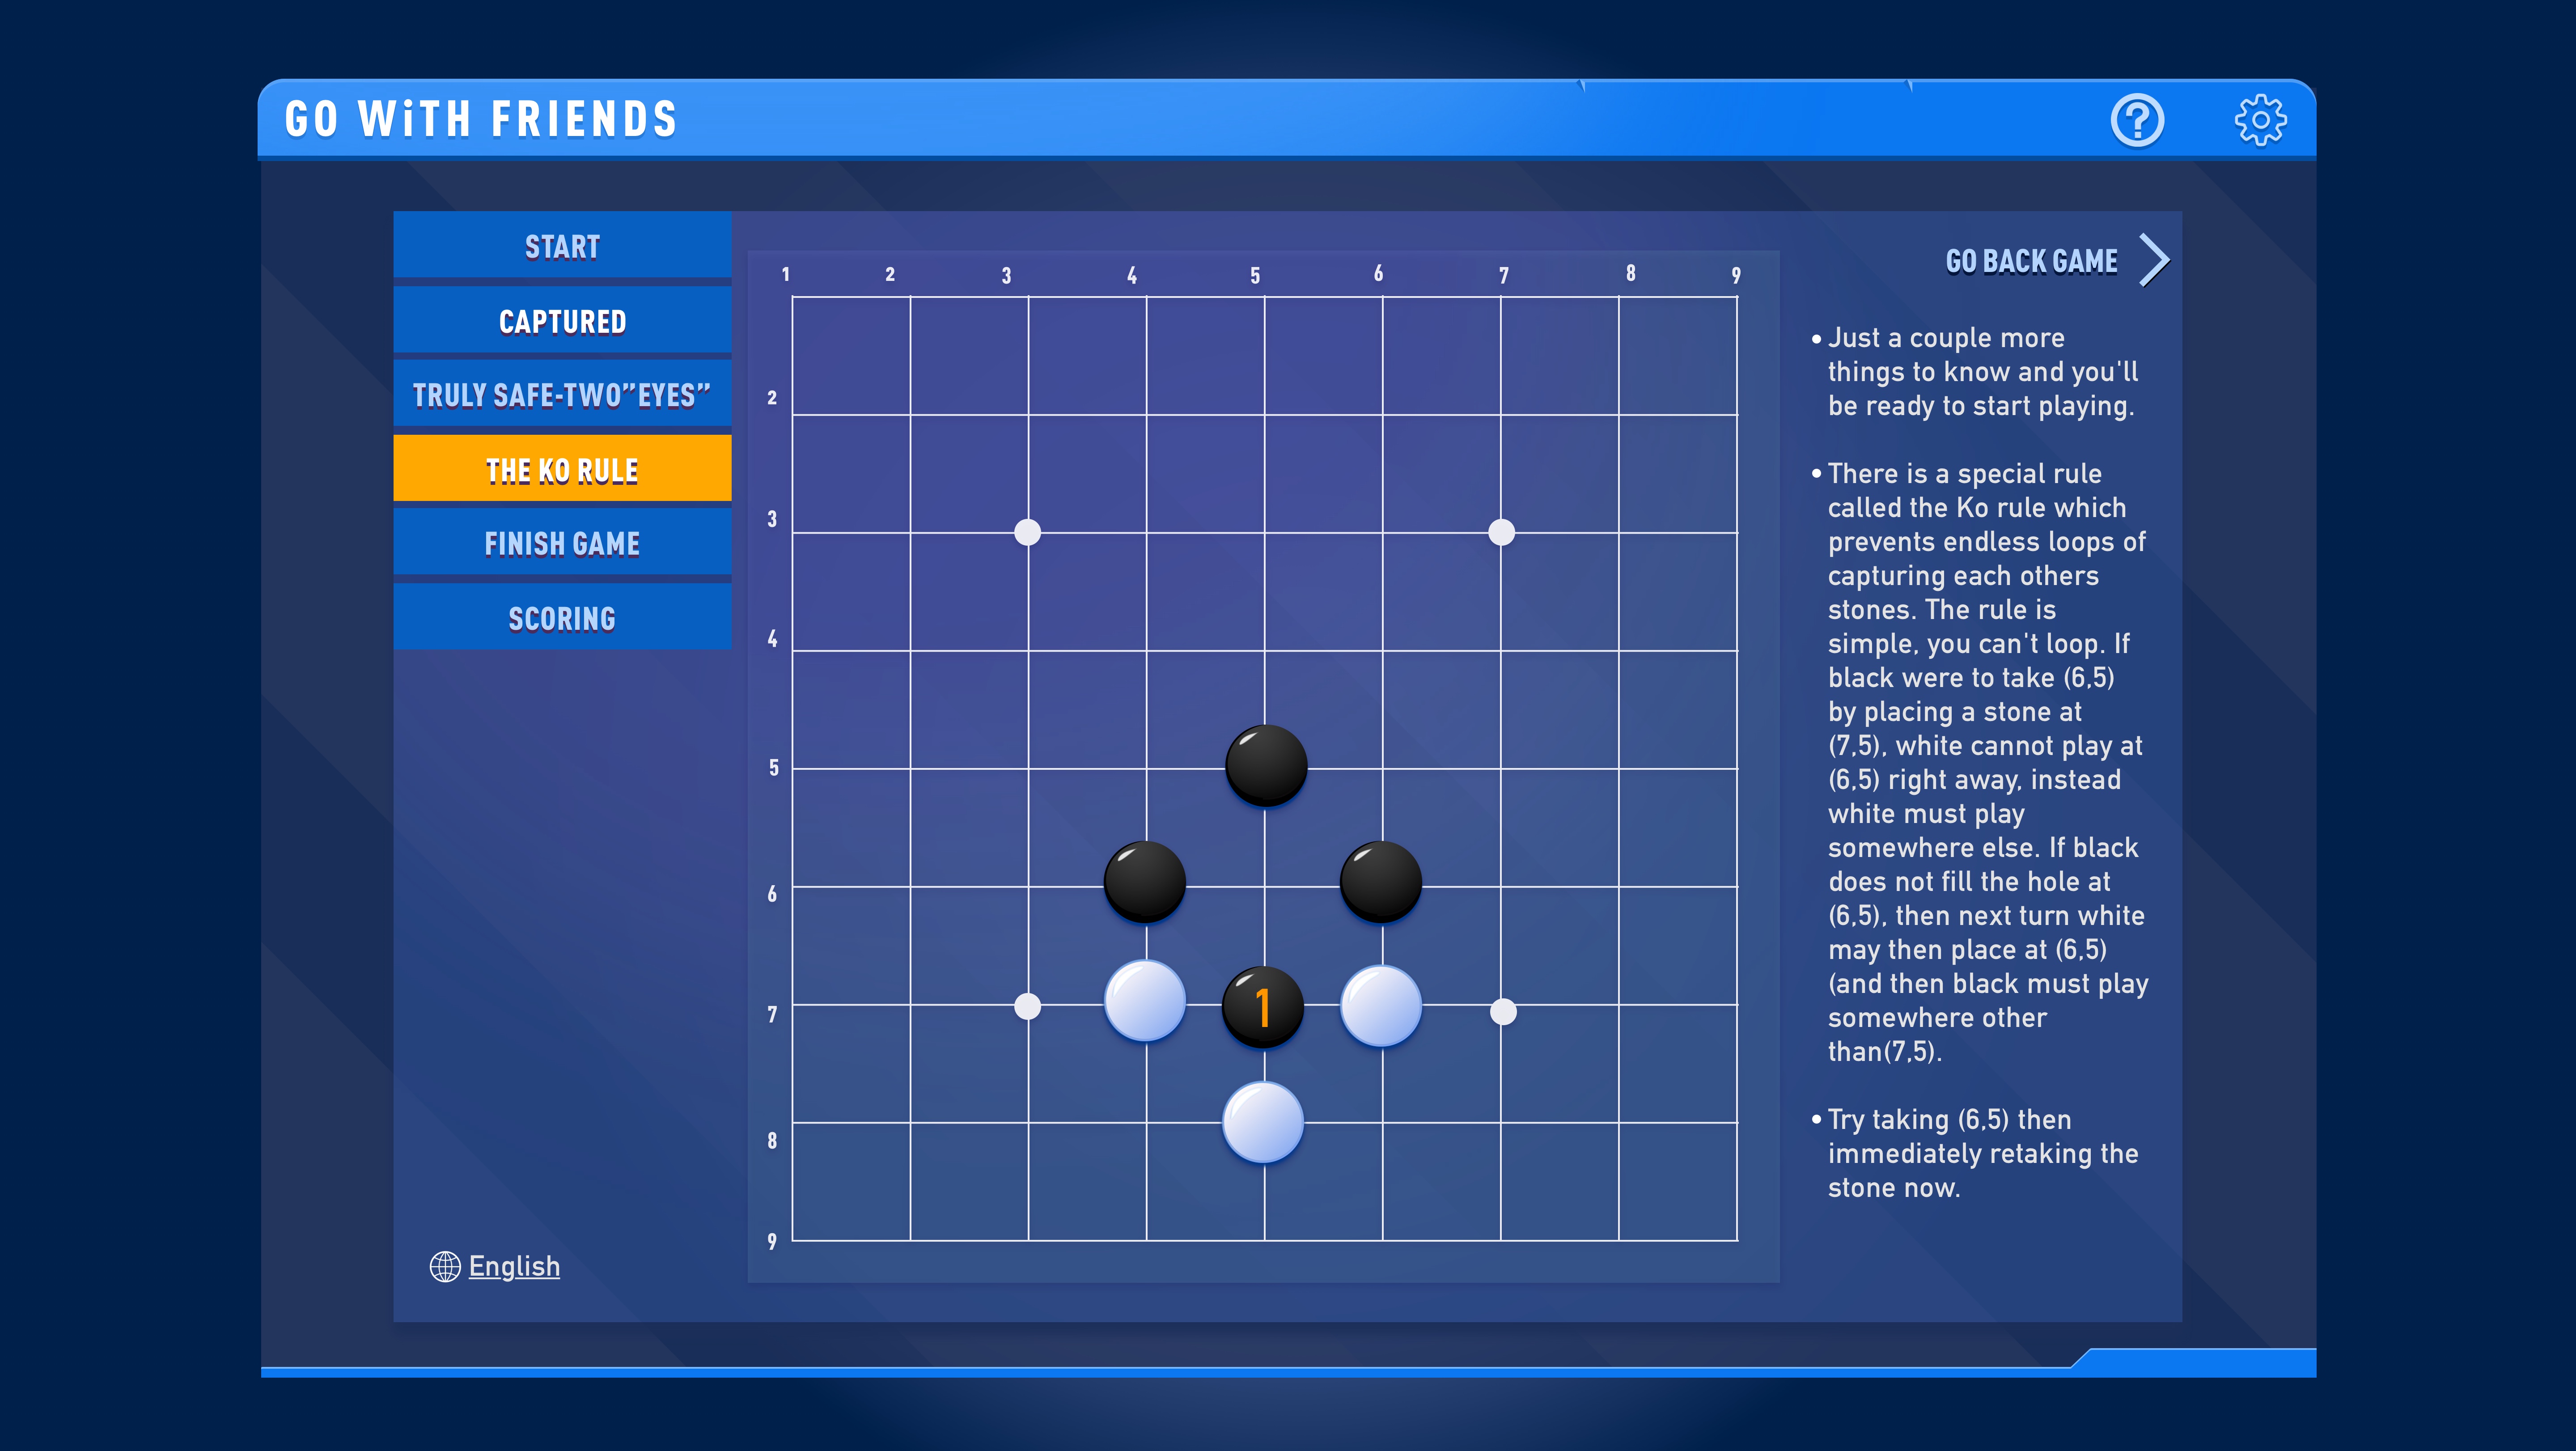 GO WiTH FRIENDS
?
START
CAPTURED
TRULY SAFE-TWO”EYES”
THE KO RULE
FINISH GAME
SCORING
English
1 2 3 4 5 6 7 8 9
2
3
4
5
6
7
8
9
1
GO BACK GAME
• Just a couple more
things to know and you'll
be ready to start playing.
• There is a special rule
called the Ko rule which
prevents endless loops of
capturing each others
stones. The rule is
simple, you can't loop. If
black were to take (6,5)
by placing a stone at
(7,5), white cannot play at
(6,5) right away, instead
white must play
somewhere else. If black
does not fill the hole at
(6,5), then next turn white
may then place at (6,5)
(and then black must play
somewhere other
than(7,5).
• Try taking (6,5) then
immediately retaking the
stone now.